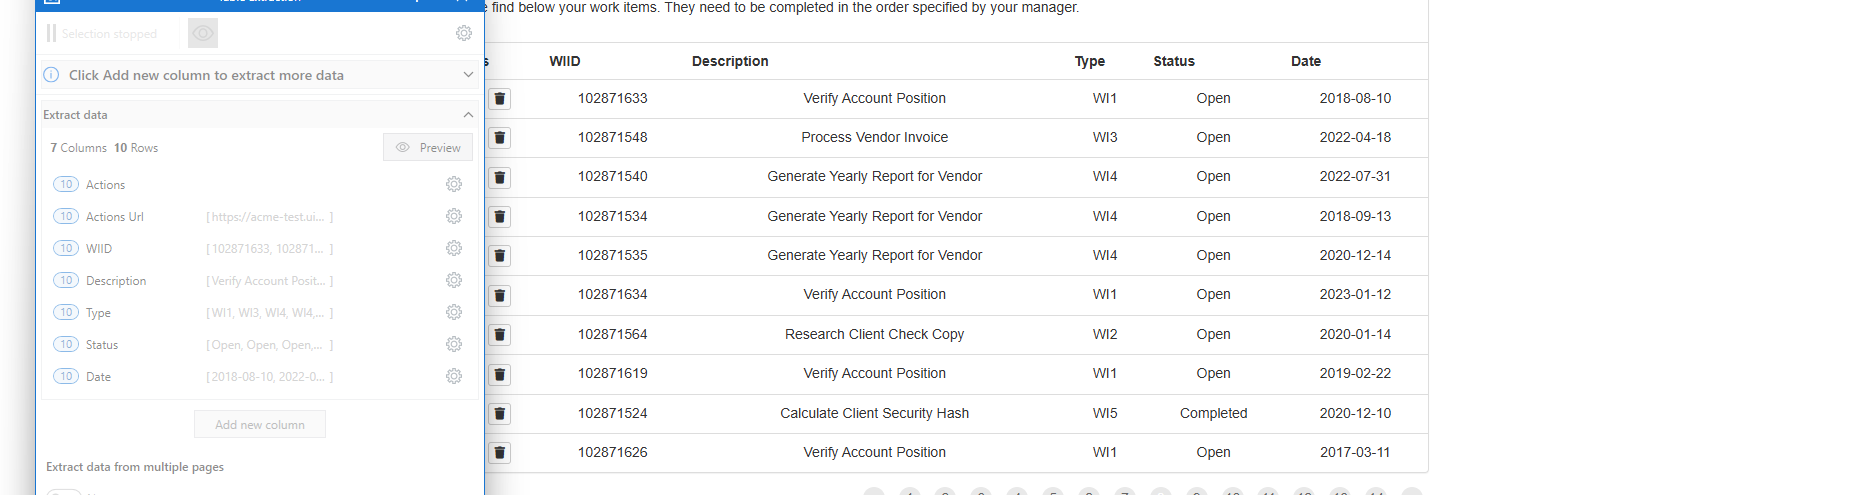 find below your work items. They need to be completed in the order specified by your manager.
Selection stopped
Click Add new column to extract more data
Extract data
7 Columns 10 Rows
Preview
10 Actions
10 Actions Url [ https://acme-test.ui... ]
10 WIID [ 102871633, 102871... ]
10 Description [ Verify Account Posit... ]
10 Type [ WI1, WI3, WI4, WI4,... ]
10 Status [ Open, Open, Open,... ]
10 Date [ 2018-08-10, 2022-0... ]
Add new column
Extract data from multiple pages
WIID Description Type Status Date
102871633 Verify Account Position WI1 Open 2018-08-10
102871548 Process Vendor Invoice WI3 Open 2022-04-18
102871540 Generate Yearly Report for Vendor WI4 Open 2022-07-31
102871534 Generate Yearly Report for Vendor WI4 Open 2018-09-13
102871535 Generate Yearly Report for Vendor WI4 Open 2020-12-14
102871634 Verify Account Position WI1 Open 2023-01-12
102871564 Research Client Check Copy WI2 Open 2020-01-14
102871619 Verify Account Position WI1 Open 2019-02-22
102871524 Calculate Client Security Hash WI5 Completed 2020-12-10
102871626 Verify Account Position WI1 Open 2017-03-11